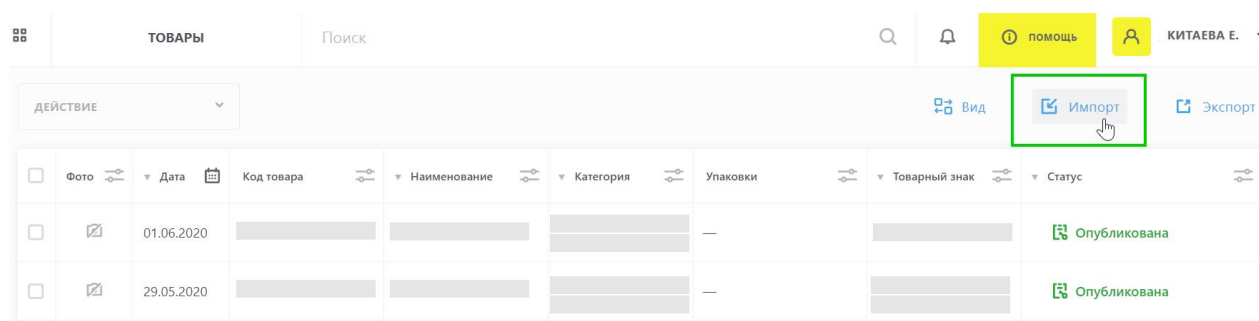 ТОВАРЫ Поиск ПОМОЩЬ КИТАЕВА Е.
ДЕЙСТВИЕ Вид Импорт Экспорт
Фото Дата Код товара Наименование Категория Упаковки Товарный знак Статус
01.06.2020 — Опубликована
29.05.2020 — Опубликована